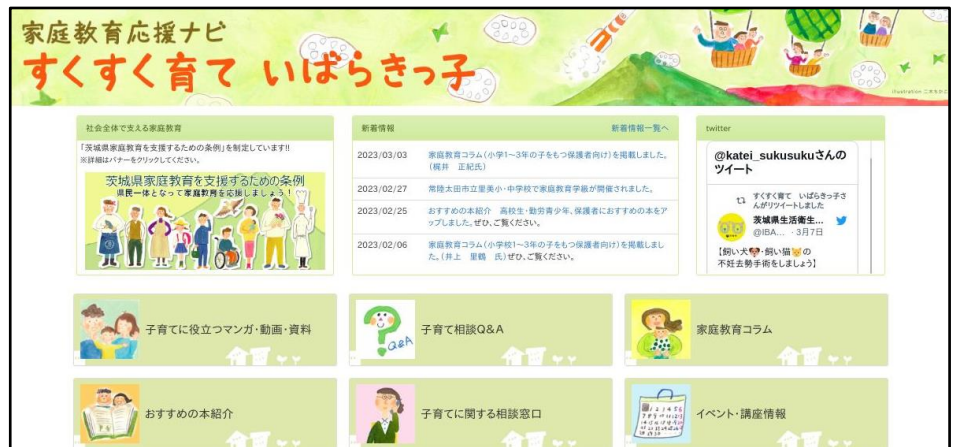 家庭教育応援ナビ
すくすく育て いばらきっ子
社会全体で支える家庭教育
「茨城県家庭教育を支援するための条例」を制定しています!!
※詳細はバナーをクリックしてください。
茨城県家庭教育を支援するための条例
県民一体となって家庭教育を応援しましょう!
新着情報
新着情報一覧へ
2023/03/03 家庭教育コラム(小学1~3年の子をもつ保護者向け)を掲載しました。
(梶井 正紀氏)
2023/02/27 常陸太田市立里美小・中学校で家庭教育学級が開催されました。
2023/02/25 おすすめの本紹介 高校生・勤労青少年、保護者におすすめの本をア
ップしました。ぜひ、ご覧ください。
2023/02/06 家庭教育コラム(小学校1~3年の子をもつ保護者向け)を掲載しまし
た。(井上 里鶴 氏)ぜひ、ご覧ください。
twitter
@katei_sukusukuさんの
ツイート
すくすく育て いばらきっ子さ
んがリツイートしました
茨城県生活衛生...
@IBA... · 3月7日
【飼い犬🐶・飼い猫😺の
不妊去勢手術をしましょう】
子育てに役立つマンガ・動画・資料
子育て相談Q&A
Q&A
家庭教育コラム
おすすめの本紹介
子育てに関する相談窓口
イベント・講座情報